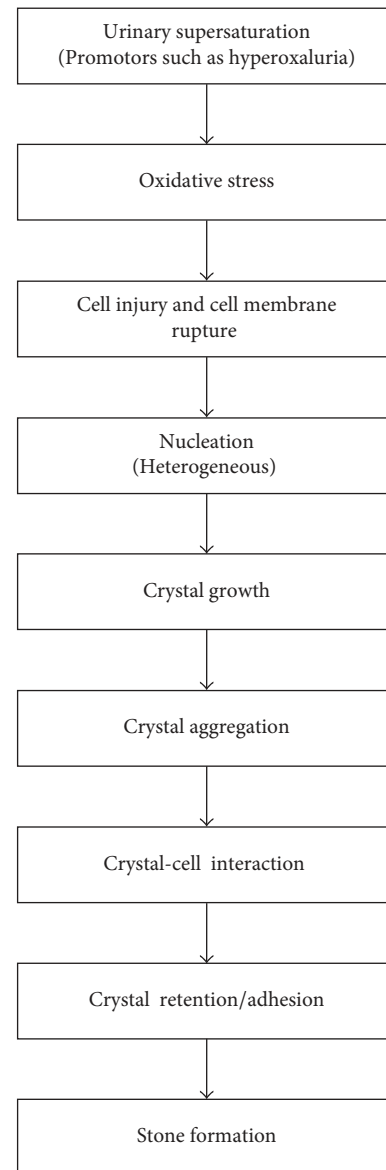 Urinary supersaturation
(Promotors such as hyperoxaluria)
Oxidative stress
Cell injury and cell membrane
rupture
Nucleation
(Heterogeneous)
Crystal growth
Crystal aggregation
Crystal-cell interaction
Crystal retention/adhesion
Stone formation